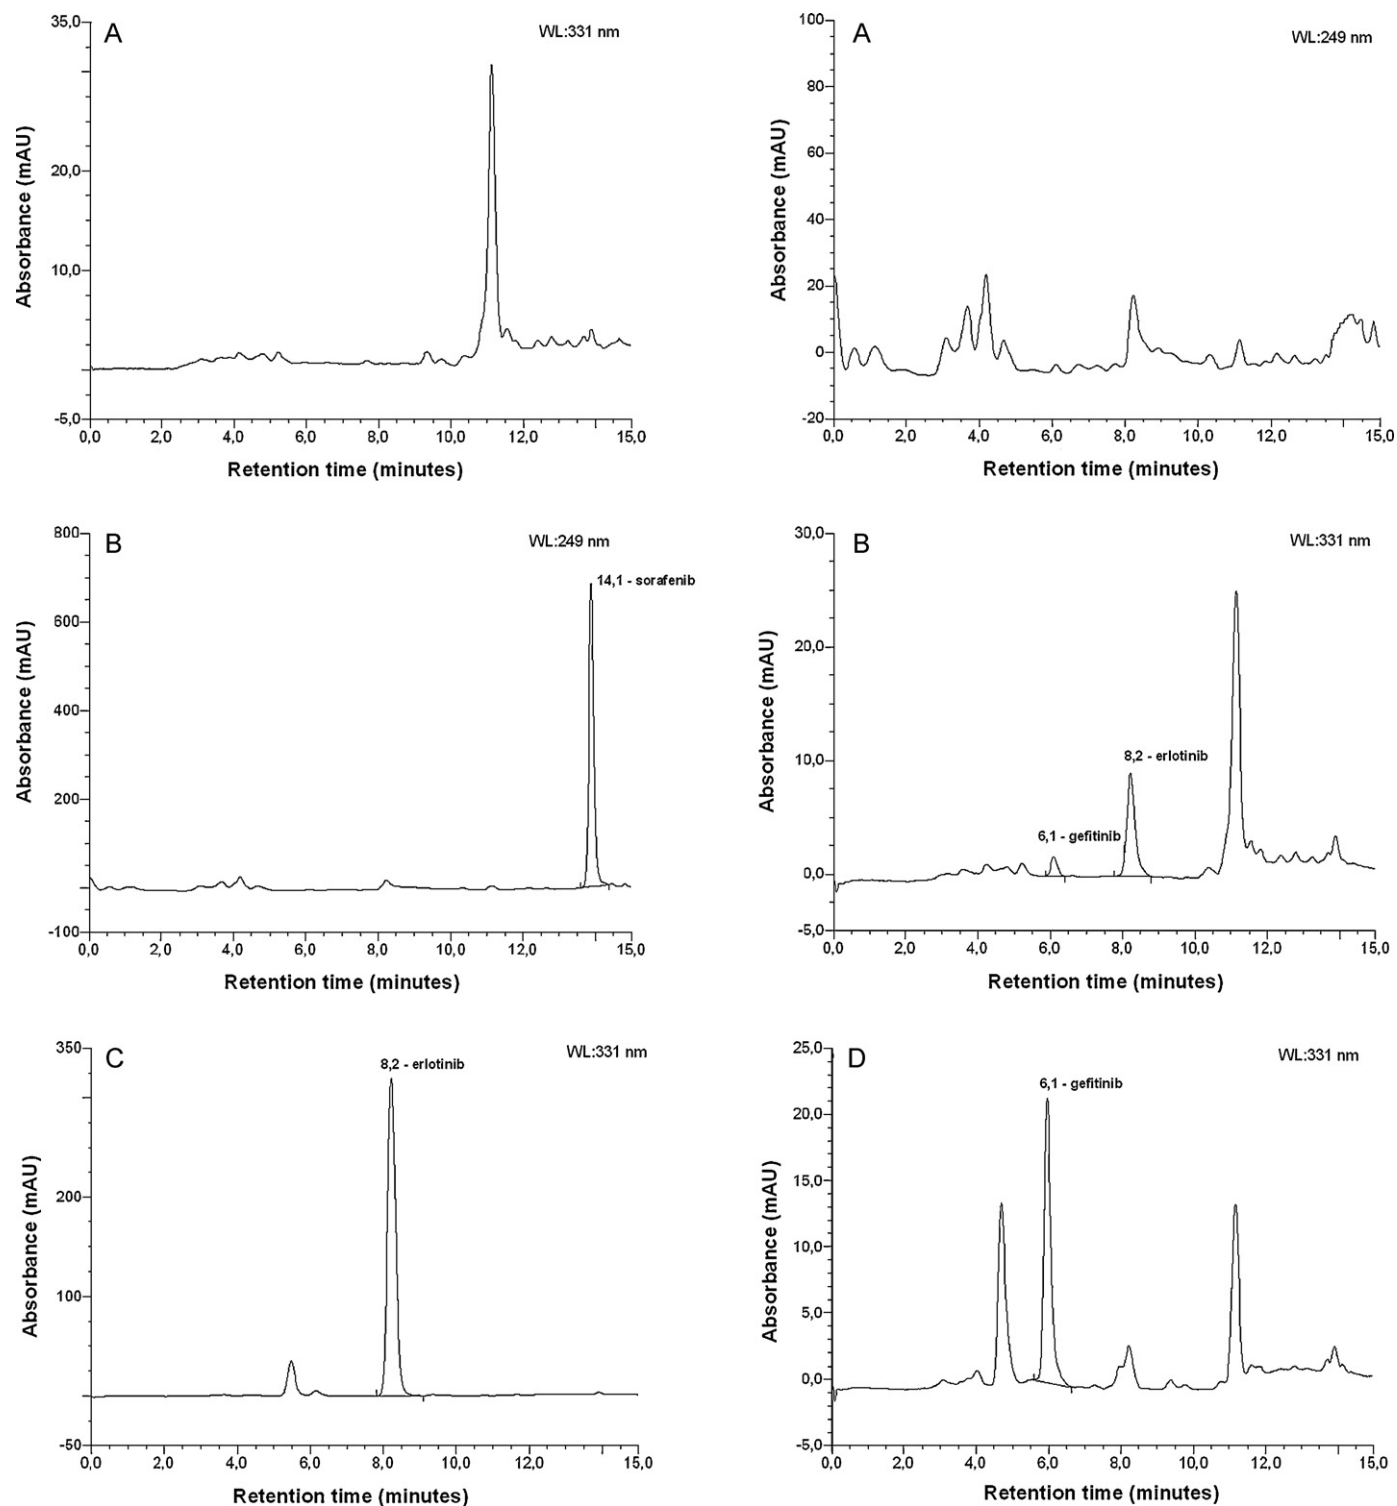 A
WL:331 nm
Absorbance (mAU)
35,0
20,0
10,0
-5,0
0,0 2,0 4,0 6,0 8,0 10,0 12,0 15,0
Retention time (minutes)
A
WL:249 nm
Absorbance (mAU)
100
80
60
40
20
0
-20
0,0 2,0 4,0 6,0 8,0 10,0 12,0 15,0
Retention time (minutes)
B
WL:249 nm
14,1 - sorafenib
Absorbance (mAU)
800
600
400
200
-100
0,0 2,0 4,0 6,0 8,0 10,0 12,0 15,0
Retention time (minutes)
B
WL:331 nm
8,2 - erlotinib
6,1 - gefitinib
Absorbance (mAU)
30,0
20,0
10,0
0,0
-5,0
0,0 2,0 4,0 6,0 8,0 10,0 12,0 15,0
Retention time (minutes)
C
WL:331 nm
8,2 - erlotinib
Absorbance (mAU)
350
200
100
-50
0,0 2,0 4,0 6,0 8,0 10,0 12,0 15,0
Retention time (minutes)
D
WL:331 nm
6,1 - gefitinib
Absorbance (mAU)
25,0
20,0
15,0
10,0
5,0
0,0
-5,0
0,0 2,0 4,0 6,0 8,0 10,0 12,0 15,0
Retention time (minutes)